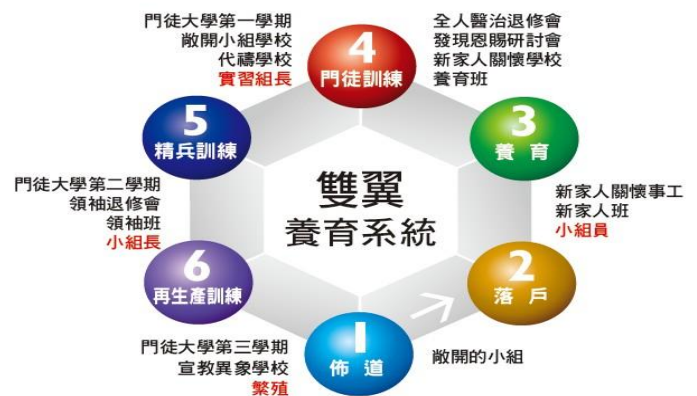 門徒大學第一學期
敞開小組學校
代禱學校
實習組長
4
門徒訓練
全人醫治退修會
發現恩賜研討會
新家人關懷學校
養育班
5
精兵訓練
3
養育
雙翼
養育系統
門徒大學第二學期
領袖退修會
領袖班
小組長
新家人關懷事工
新家人班
小組員
6
再生產訓練
2
落戶
門徒大學第三學期
宣教異象學校
繁殖
1
佈道
敞開的小組